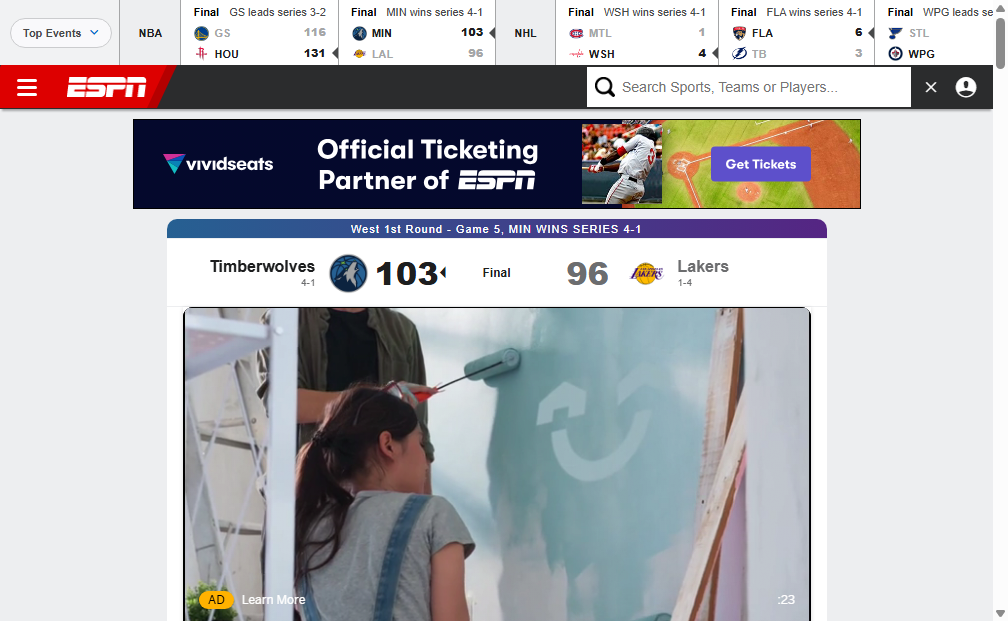 Top Events
NBA
Final GS leads series 3-2
GS 116
HOU 131
Final MIN wins series 4-1
MIN 103
LAL 96
NHL
Final WSH wins series 4-1
MTL 1
WSH 4
Final FLA wins series 4-1
FLA 6
TB 3
Final WPG leads se
STL
WPG
ESPN
Search Sports, Teams or Players...
vividseats
Official Ticketing
Partner of ESPN
Get Tickets
West 1st Round - Game 5, MIN WINS SERIES 4-1
Timberwolves 103 Final 96 Lakers
4-1 1-4
LAKERS
AD Learn More :23